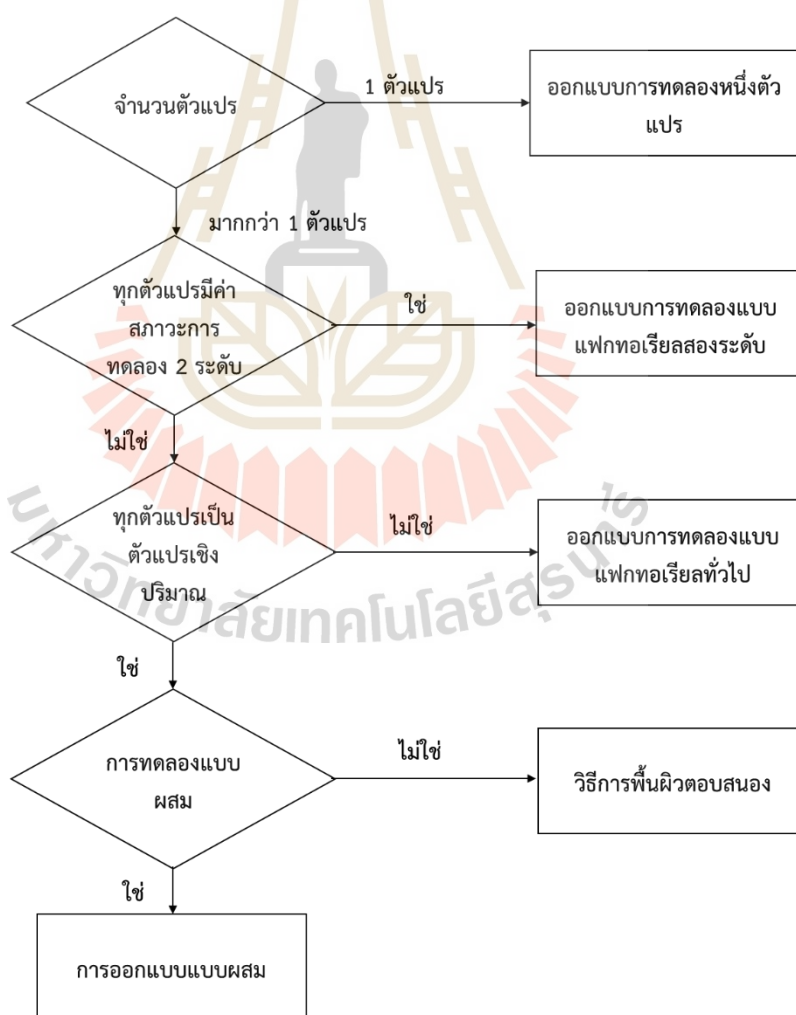 จำนวนตัวแปร
1 ตัวแปร
ออกแบบการทดลองหนึ่งตัว
แปร
มากกว่า 1 ตัวแปร
ทุกตัวแปรมีค่า
สภาวะการ
ทดลอง 2 ระดับ
ใช่
ออกแบบการทดลองแบบ
แฟกทอเรียลสองระดับ
ไม่ใช่
ทุกตัวแปรเป็น
ตัวแปรเชิง
ปริมาณ
ไม่ใช่
ออกแบบการทดลองแบบ
แฟกทอเรียลทั่วไป
มหาวิทยาลัยเทคโนโลยีสุรนารี
ใช่
การทดลองแบบ
ผสม
ไม่ใช่
วิธีการพื้นผิวตอบสนอง
ใช่
การออกแบบแบบผสม